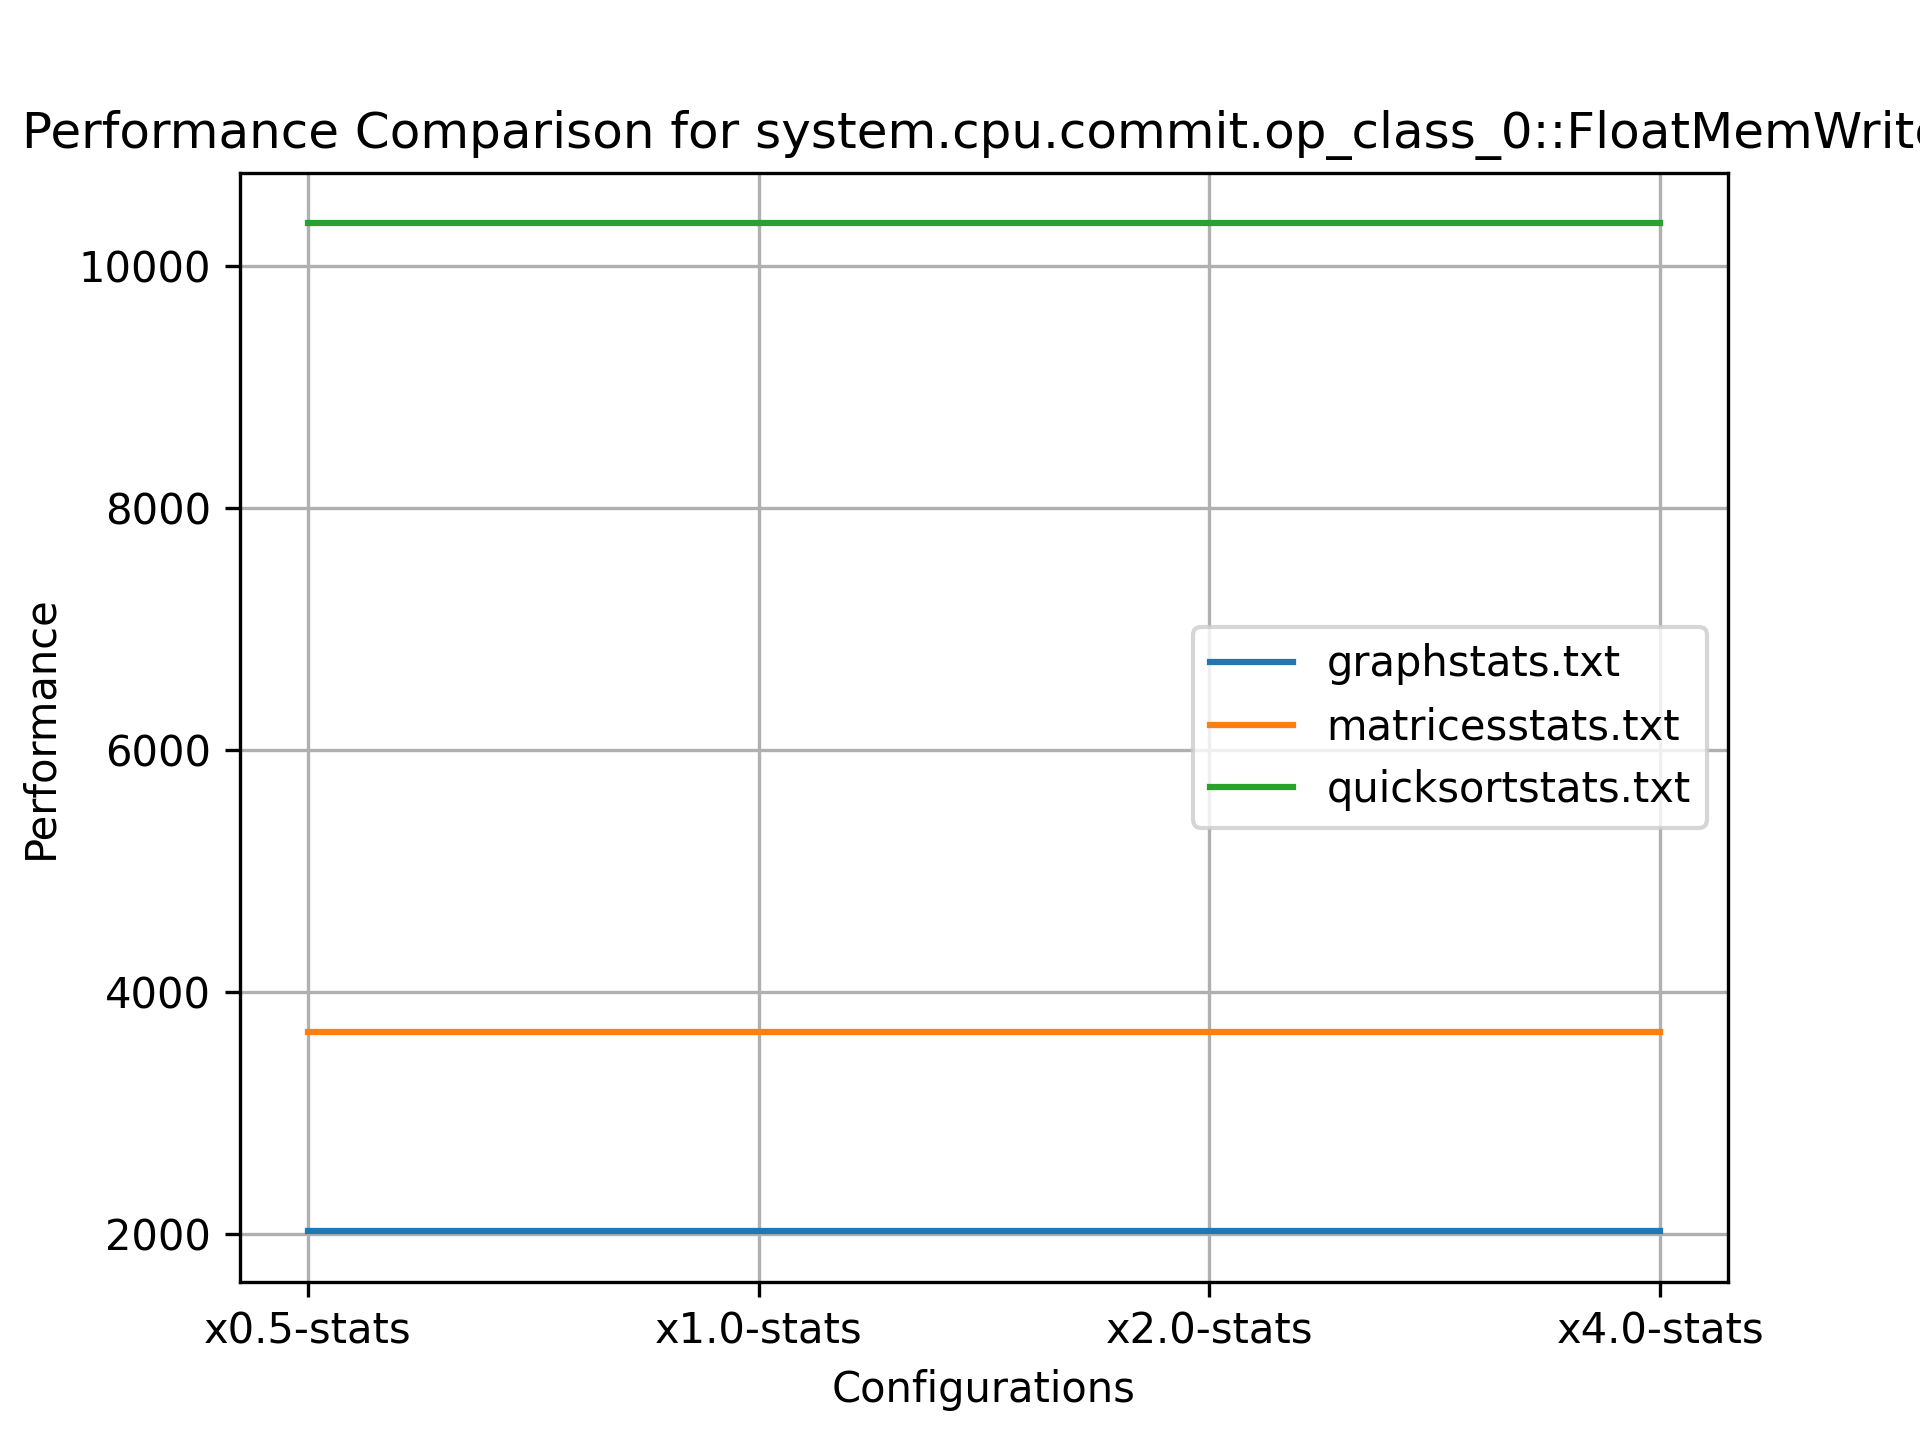 Performance Comparison for system.cpu.commit.op_class_0::FloatMemWrite
10000
8000
6000
4000
2000
Performance
graphstats.txt
matricesstats.txt
quicksortstats.txt
x0.5-stats x1.0-stats x2.0-stats x4.0-stats
Configurations